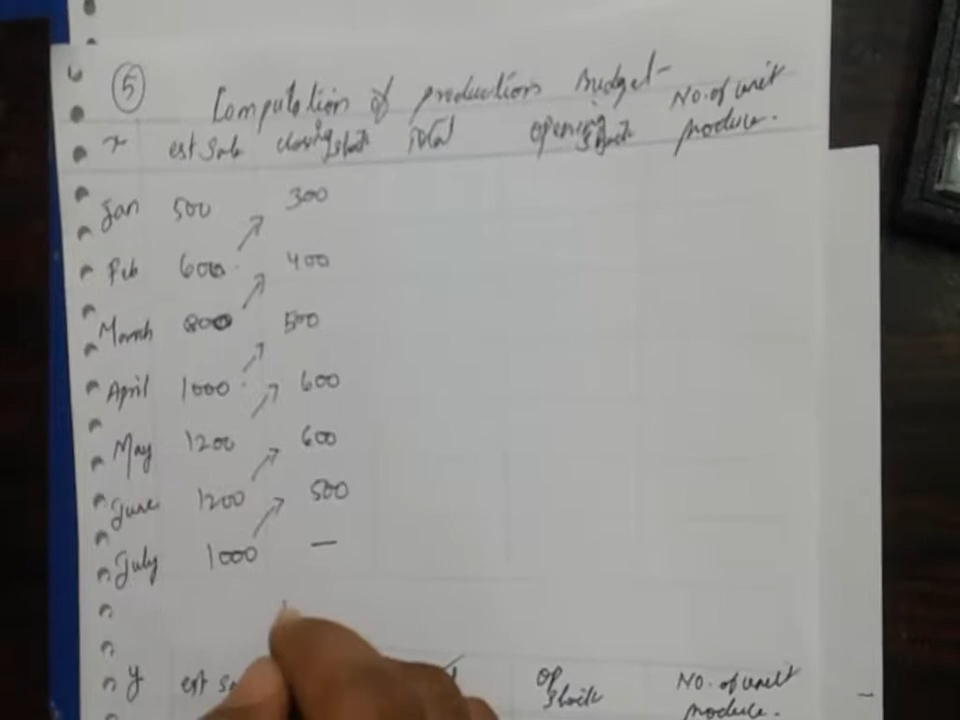 5 Computation of production Budget
x est Sale closing stock Total opening stock No. of unit produce.
Jan 500 300
Feb 600 400
March 800 500
April 1000 600
May 1200 600
June 1200 500
July 1000 —
y est Sa op stock No. of unit produce.